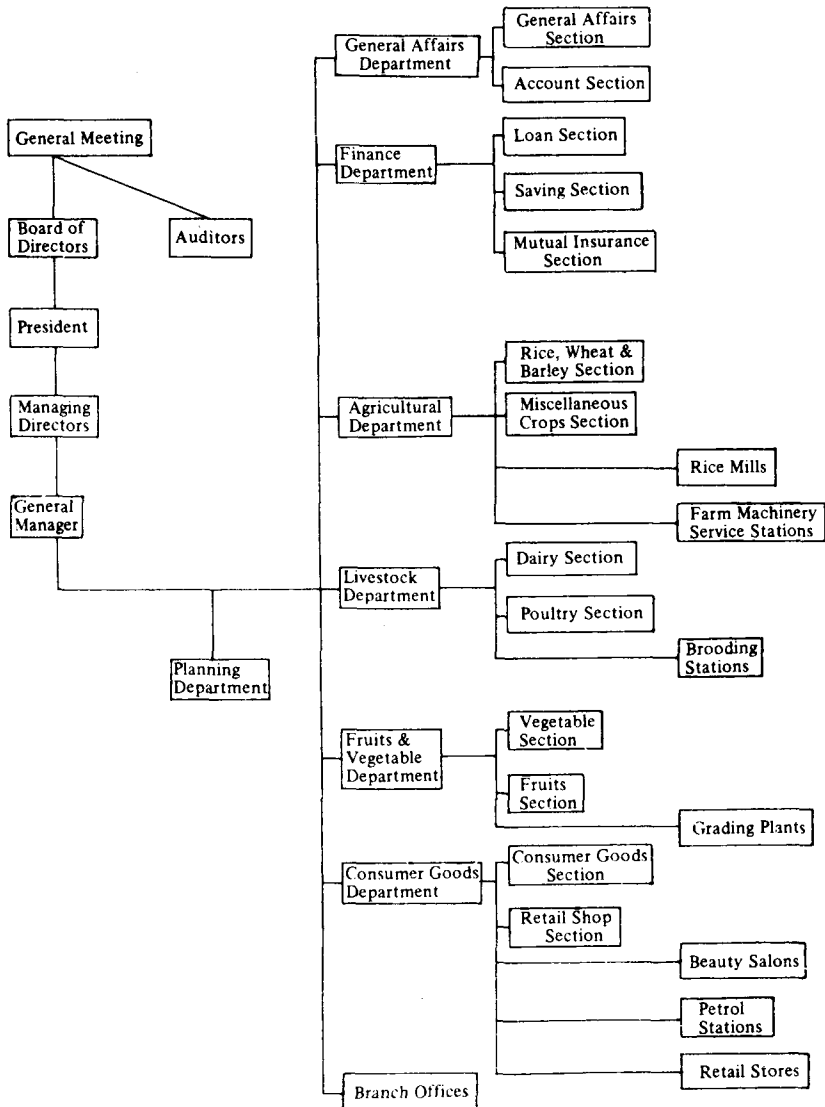 General Meeting
Board of
Directors
Auditors
President
Managing
Directors
General
Manager
Planning
Department
General Affairs
Department
General Affairs
Section
Account Section
Finance
Department
Loan Section
Saving Section
Mutual Insurance
Section
Agricultural
Department
Rice, Wheat &
Barley Section
Miscellaneous
Crops Section
Rice Mills
Farm Machinery
Service Stations
Livestock
Department
Dairy Section
Poultry Section
Brooding
Stations
Fruits &
Vegetable
Department
Vegetable
Section
Fruits
Section
Grading Plants
Consumer Goods
Department
Consumer Goods
Section
Retail Shop
Section
Beauty Salons
Petrol
Stations
Retail Stores
Branch Offices